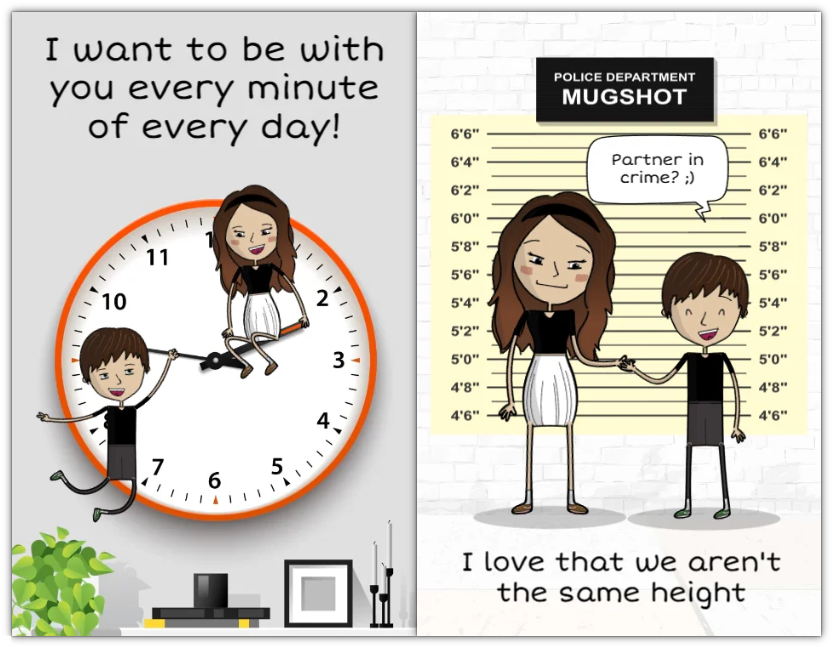 I want to be with
you every minute
of every day!
11
10
2
3
4
5
6
7
POLICE DEPARTMENT
MUGSHOT
6'6" 6'6"
6'4" 6'4"
6'2" 6'2"
6'0" 6'0"
5'8" 5'8"
5'6" 5'6"
5'4" 5'4"
5'2" 5'2"
5'0" 5'0"
4'8" 4'8"
4'6" 4'6"
Partner in
crime? ;)
I love that we aren't
the same height